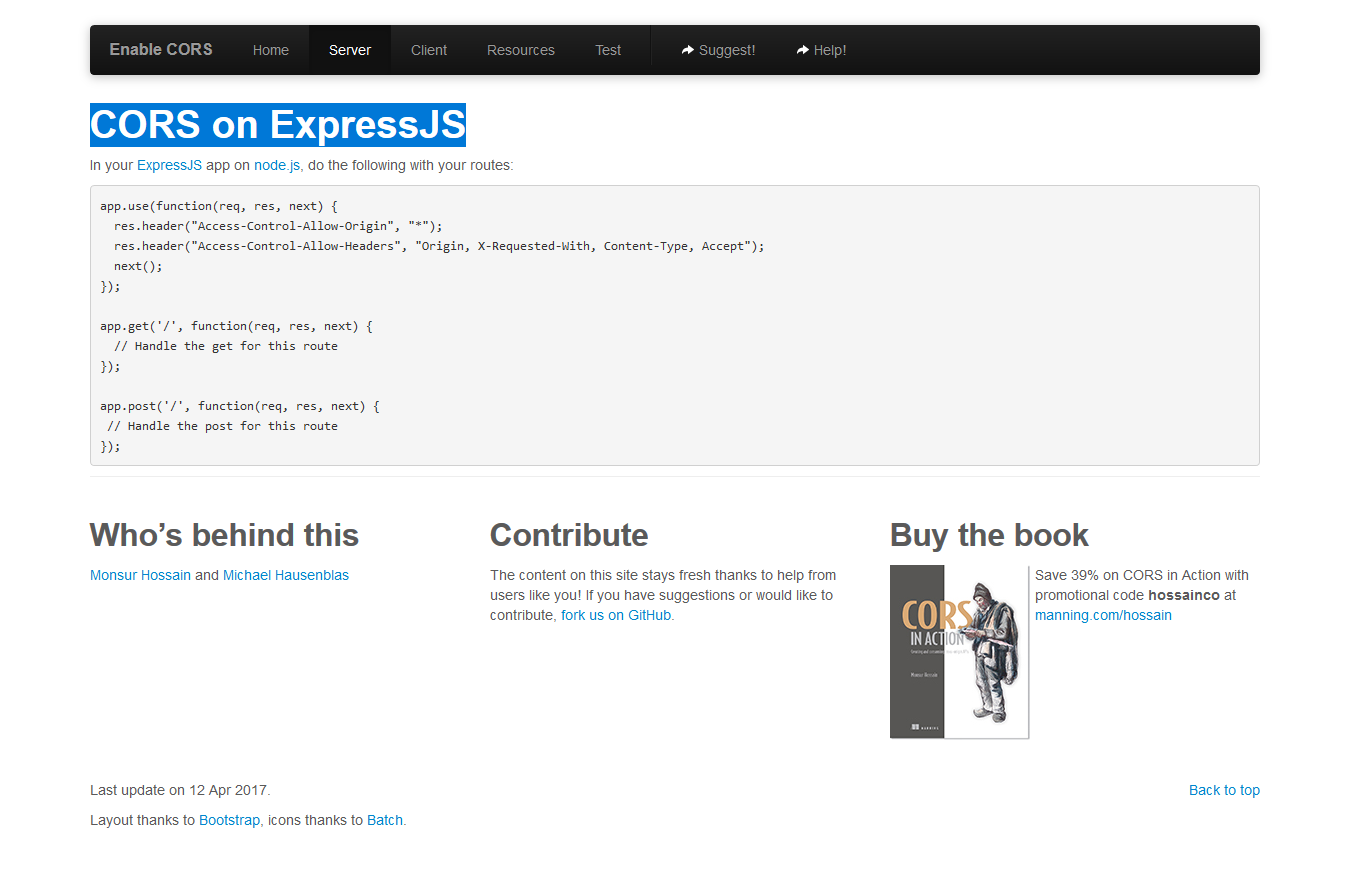 Enable CORS Home Server Client Resources Test Suggest! Help!
CORS on ExpressJS
In your ExpressJS app on node.js, do the following with your routes:
app.use(function(req, res, next) {
  res.header("Access-Control-Allow-Origin", "*");
  res.header("Access-Control-Allow-Headers", "Origin, X-Requested-With, Content-Type, Accept");
  next();
});
app.get('/', function(req, res, next) {
  // Handle the get for this route
});
app.post('/', function(req, res, next) {
 // Handle the post for this route
});
Who’s behind this
Monsur Hossain and Michael Hausenblas
Contribute
The content on this site stays fresh thanks to help from
users like you! If you have suggestions or would like to
contribute, fork us on GitHub.
Buy the book
CORS
IN ACTION
Monsur Hossain
MANNING
Save 39% on CORS in Action with
promotional code hossainco at
manning.com/hossain
Last update on 12 Apr 2017.
Back to top
Layout thanks to Bootstrap, icons thanks to Batch.